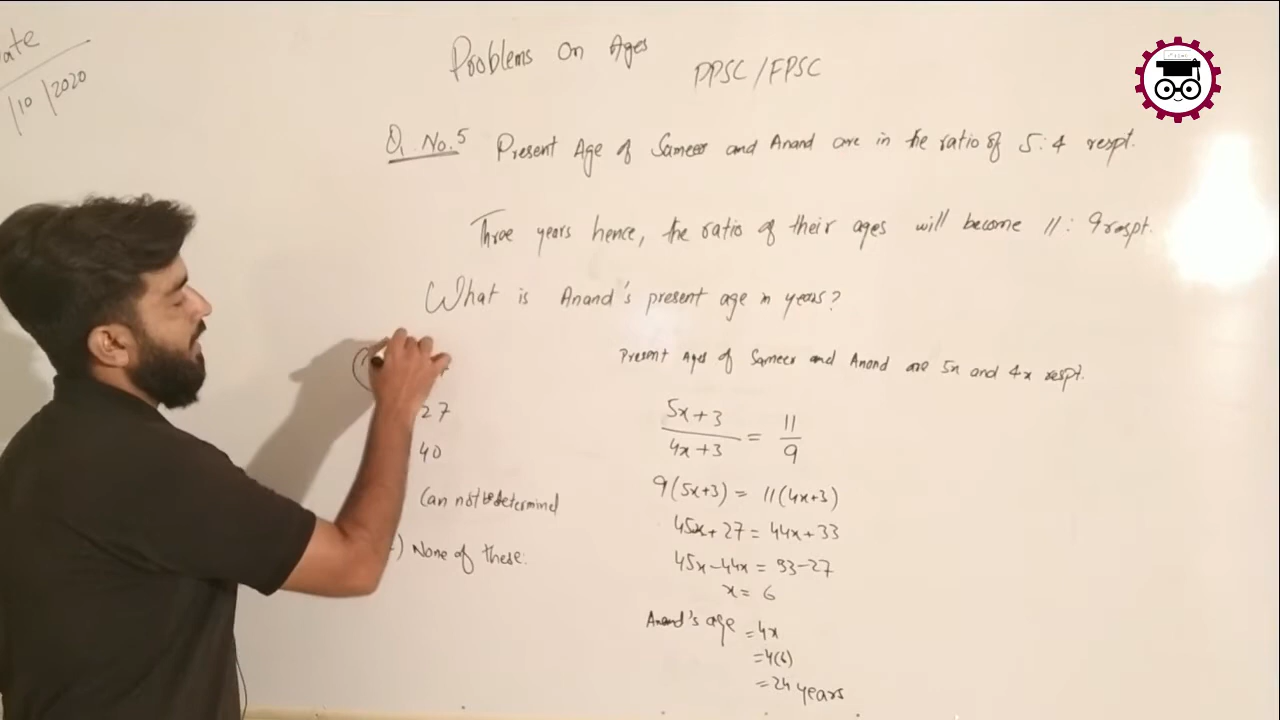 ate
/10/2020
Problems On Ages
PPSC/FPSC
Q. No. 5 Present Age of Sameer and Anand are in the ratio of 5:4 respt.
Three years hence, the ratio of their ages will become 11:9 respt.
What is Anand's present age in years?
27
40
Can not be determind
) None of these.
Present Ages of Sameer and Anand are 5x and 4x respt.
5x+3
4x+3
=
11
9
9(5x+3) = 11(4x+3)
45x+27 = 44x+33
45x-44x = 33-27
x = 6
Anand's age = 4x
= 4(6)
= 24 years